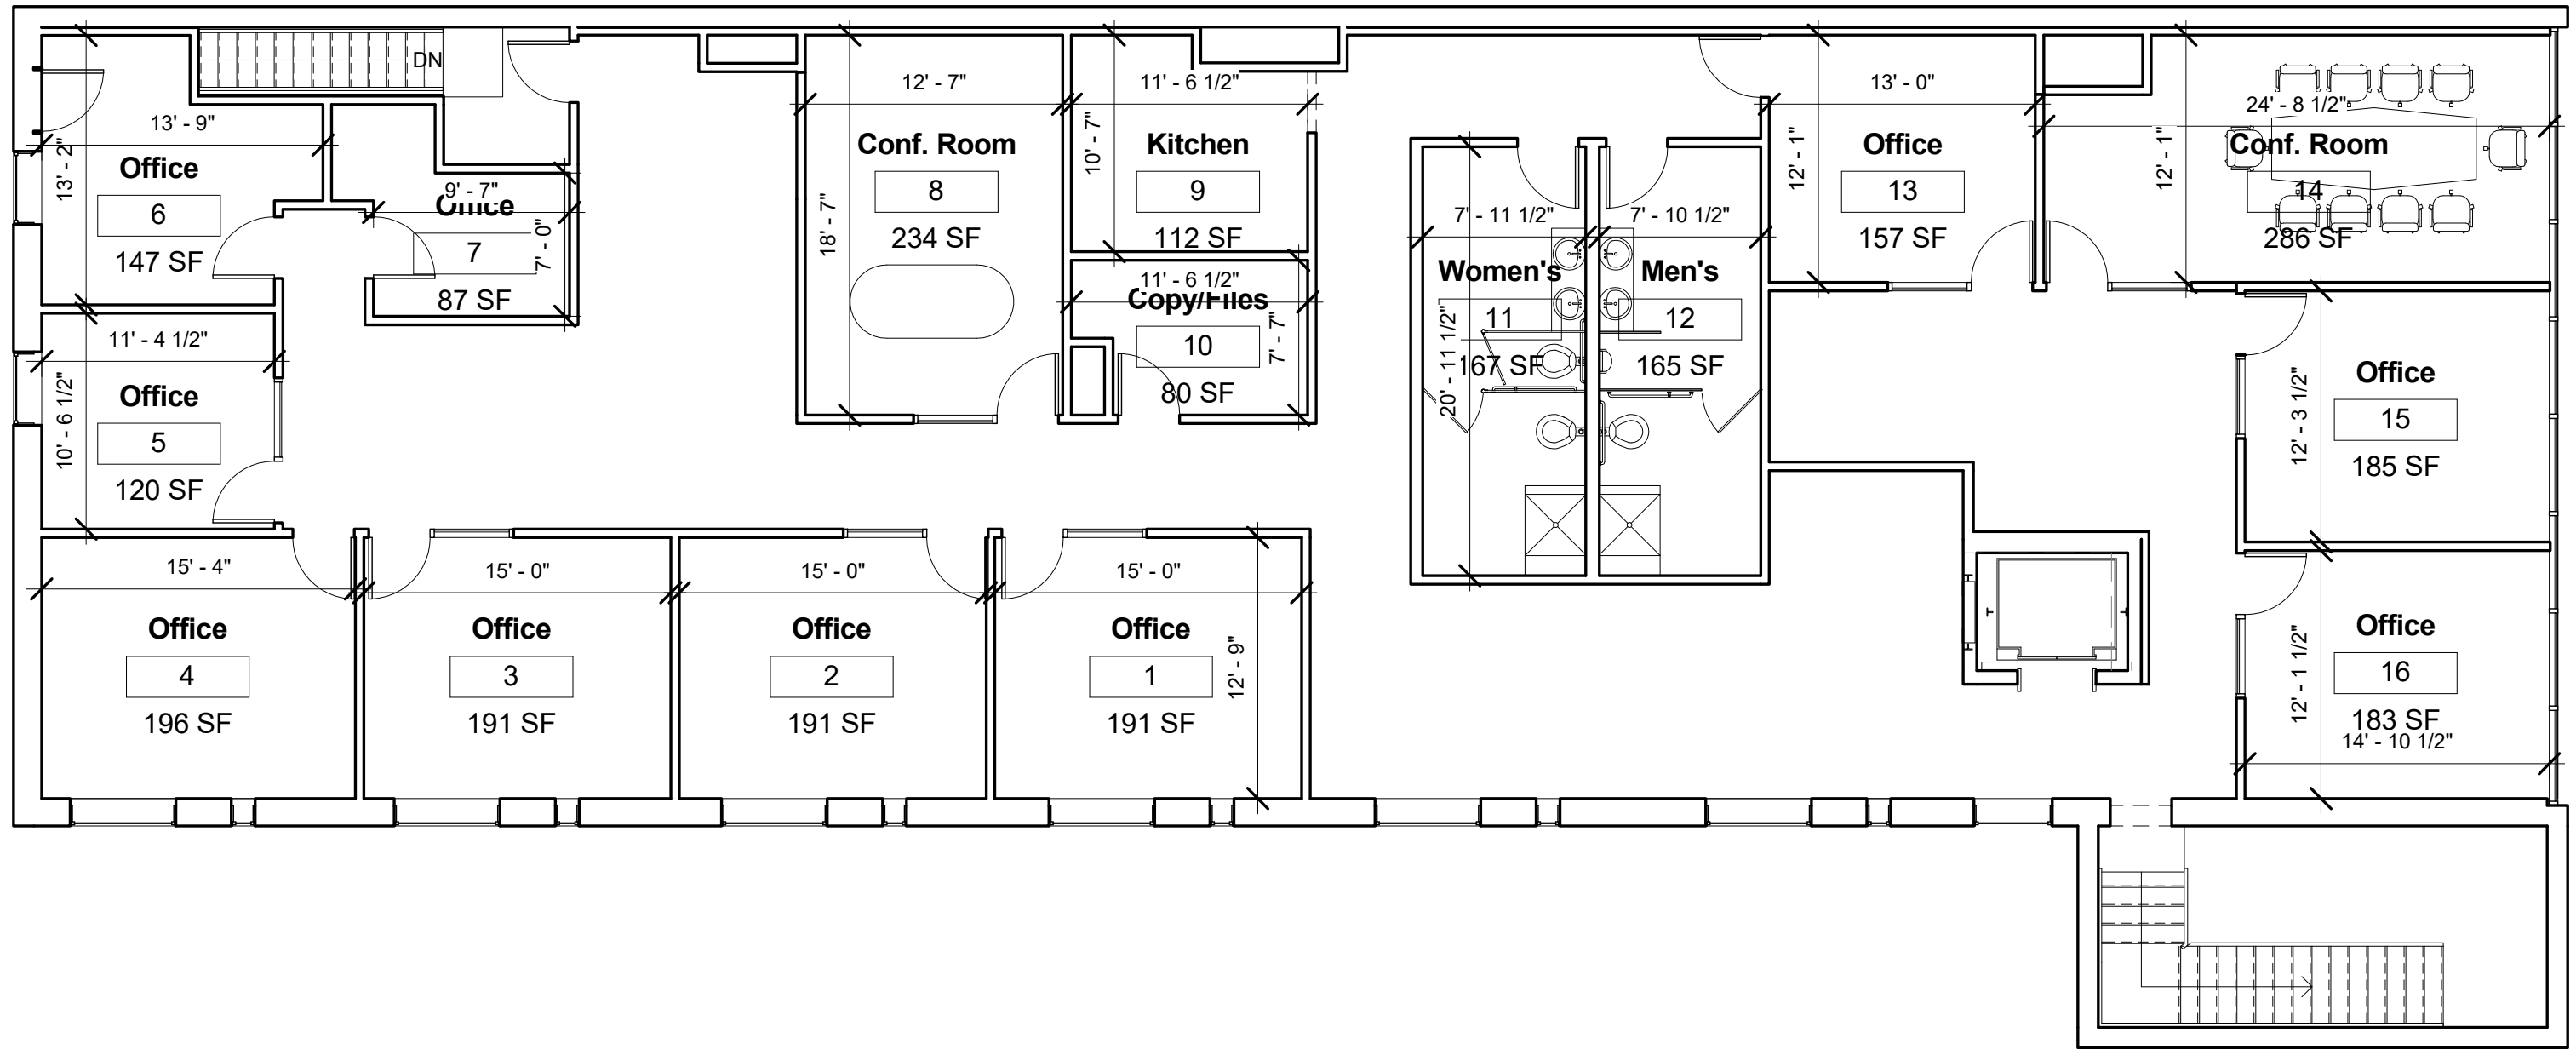 DN
13' - 9"
13' - 2"
Office
6
147 SF
9' - 7"
Office
7
7' - 0"
87 SF
11' - 4 1/2"
10' - 6 1/2"
Office
5
120 SF
12' - 7"
Conf. Room
8
18' - 7"
234 SF
11' - 6 1/2"
10' - 7"
Kitchen
9
112 SF
11' - 6 1/2"
Copy/Files
10
7' - 7"
80 SF
7' - 11 1/2"
Women's
11
20' - 11 1/2"
167 SF
7' - 10 1/2"
Men's
12
165 SF
13' - 0"
12' - 1"
Office
13
157 SF
24' - 8 1/2"
12' - 1"
Conf. Room
14
286 SF
Office
15
12' - 3 1/2"
185 SF
15' - 4"
Office
4
196 SF
15' - 0"
Office
3
191 SF
15' - 0"
Office
2
191 SF
15' - 0"
Office
1
12' - 9"
191 SF
Office
16
12' - 1 1/2"
183 SF
14' - 10 1/2"